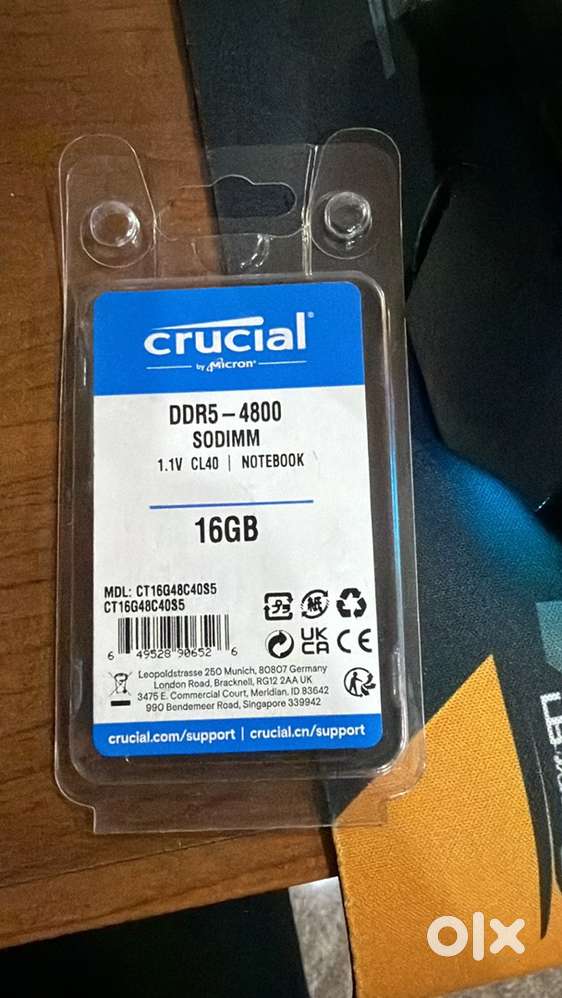 crucial®
by Micron®
DDR5-4800
SODIMM
1.1V CL40 | NOTEBOOK
16GB
MDL: CT16G48C40S5
CT16G48C40S5
6 49528 90652 6
UK
CA
CE
Leopoldstrasse 250 Munich, 80807 Germany
London Road, Bracknell, RG12 2AA UK
3475 E. Commercial Court, Meridian, ID 83642
990 Bendemeer Road, Singapore 339942
crucial.com/support | crucial.cn/support
olx